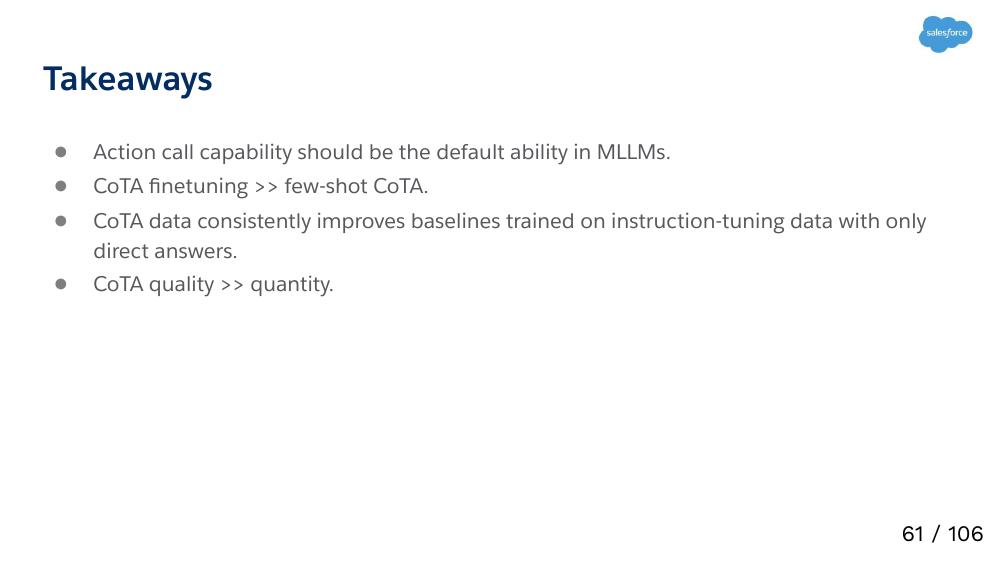 salesforce
Takeaways
● Action call capability should be the default ability in MLLMs.
● CoTA finetuning >> few-shot CoTA.
● CoTA data consistently improves baselines trained on instruction-tuning data with only
direct answers.
● CoTA quality >> quantity.
61 / 106